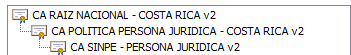 CA RAIZ NACIONAL - COSTA RICA v2
CA POLITICA PERSONA JURIDICA - COSTA RICA v2
CA SINPE - PERSONA JURIDICA v2